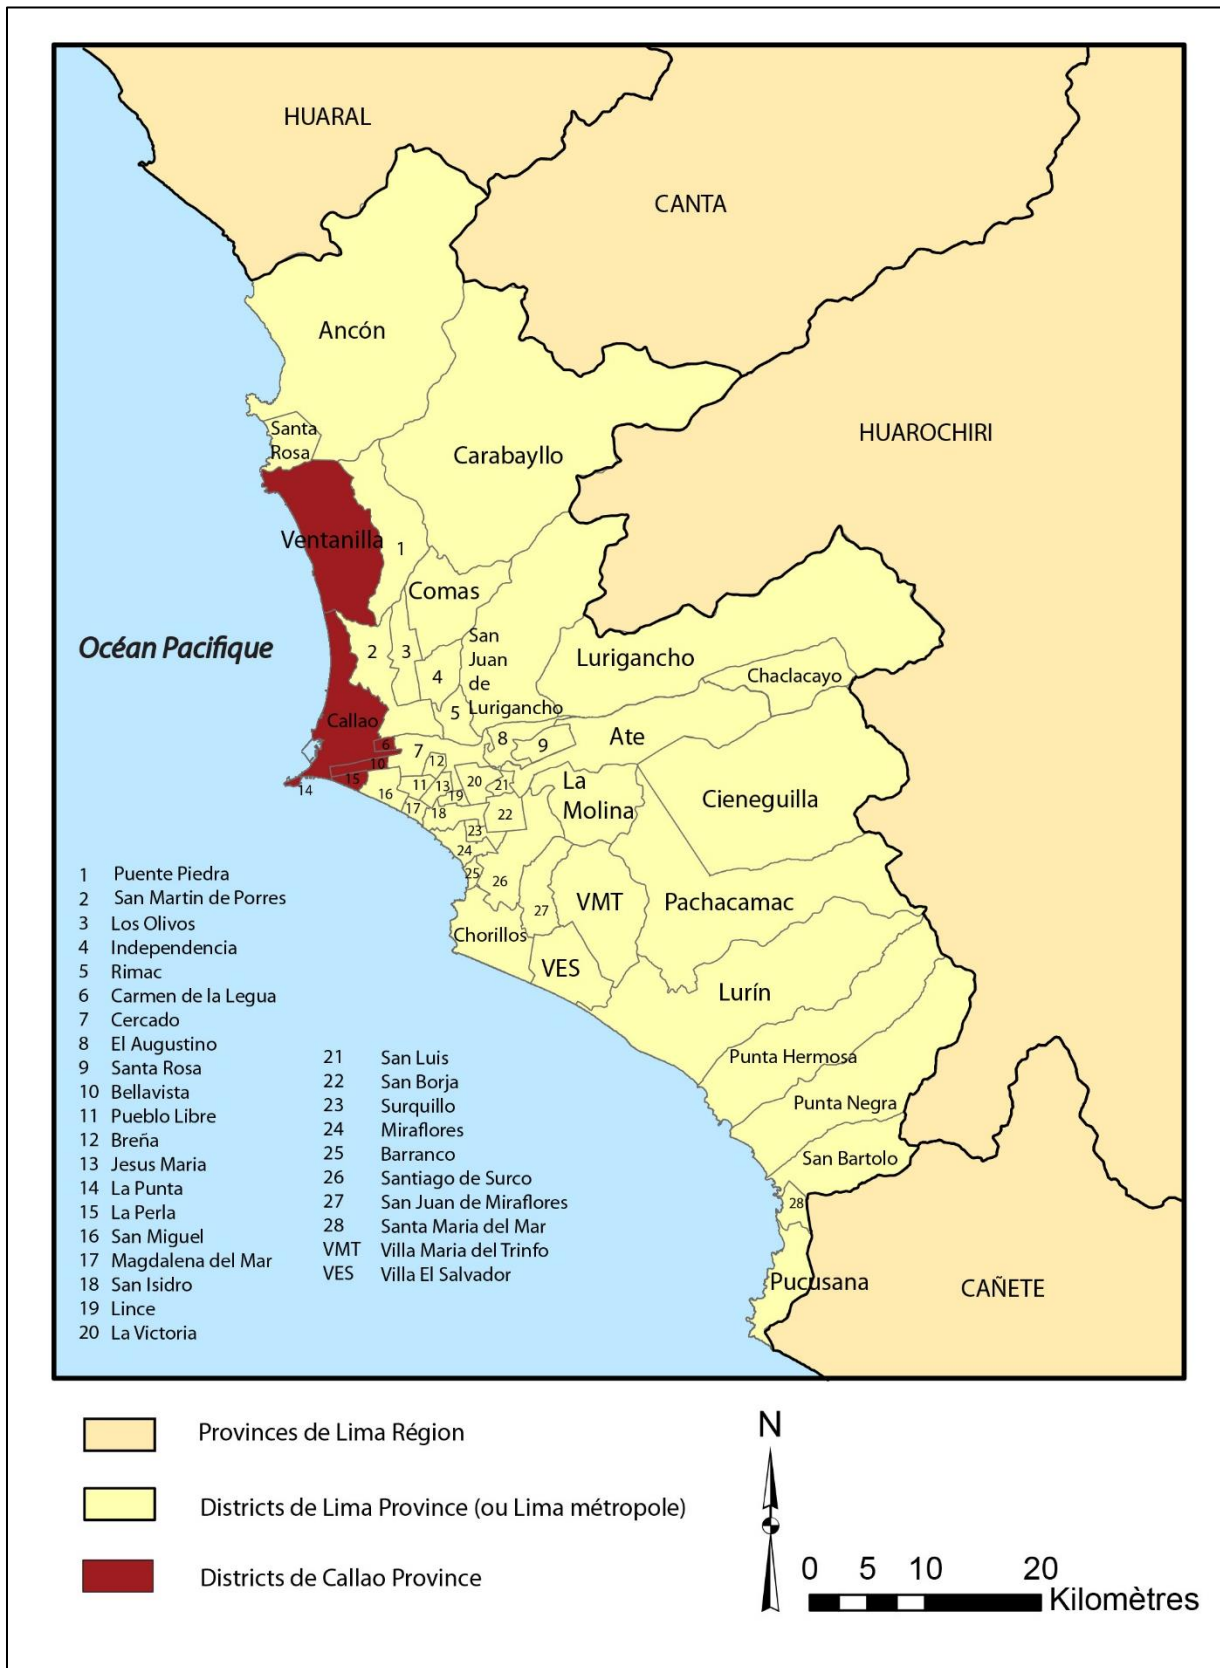 HUARAL
CANTA
Ancón
HUAROCHIRI
Santa
Rosa
Carabayllo
Ventanilla
1
Comas
Océan Pacifique
2
3
4
5
San
Juan
de
Lurigancho
Lurigancho
Chaclacayo
Callao
6
7
8
9
Ate
10
12
14
15
16
11
13
19
20
21
La
Molina
Cieneguilla
17
18
22
23
24
25
26
27
VMT
Pachacamac
Chorillos
VES
Lurín
Punta Hermosa
Punta Negra
San Bartolo
28
Pucusana
CAÑETE
1 Puente Piedra
2 San Martin de Porres
3 Los Olivos
4 Independencia
5 Rimac
6 Carmen de la Legua
7 Cercado
8 El Augustino
9 Santa Rosa
10 Bellavista
11 Pueblo Libre
12 Breña
13 Jesus Maria
14 La Punta
15 La Perla
16 San Miguel
17 Magdalena del Mar
18 San Isidro
19 Lince
20 La Victoria
21 San Luis
22 San Borja
23 Surquillo
24 Miraflores
25 Barranco
26 Santiago de Surco
27 San Juan de Miraflores
28 Santa Maria del Mar
VMT Villa Maria del Trinfo
VES Villa El Salvador
Provinces de Lima Région
Districts de Lima Province (ou Lima métropole)
Districts de Callao Province
N
0 5 10 20
Kilomètres